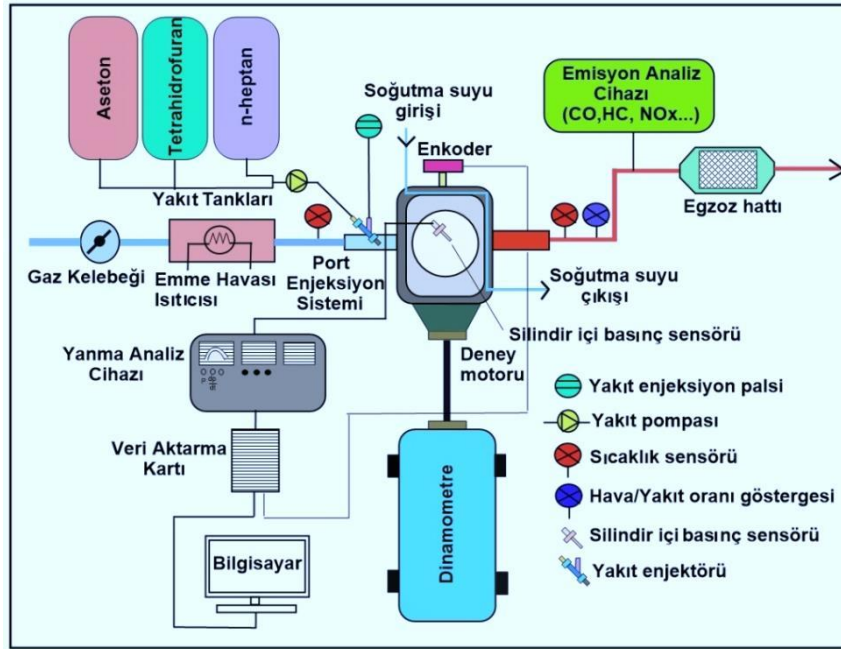 Aseton
Tetrahidrofuran
n-heptan
Yakıt Tankları
Soğutma suyu
girişi
Enkoder
Emisyon Analiz
Cihazı
(CO,HC, NOx...)
Egzoz hattı
Gaz Kelebeği
Emme Havası
Isıtıcısı
Port
Enjeksiyon
Sistemi
Soğutma suyu
çıkışı
Silindir içi basınç sensörü
Deney
motoru
Yanma Analiz
Cihazı
Veri Aktarma
Kartı
Bilgisayar
Dinamometre
Yakıt enjeksiyon palsi
Yakıt pompası
Sıcaklık sensörü
Hava/Yakıt oranı göstergesi
Silindir içi basınç sensörü
Yakıt enjektörü